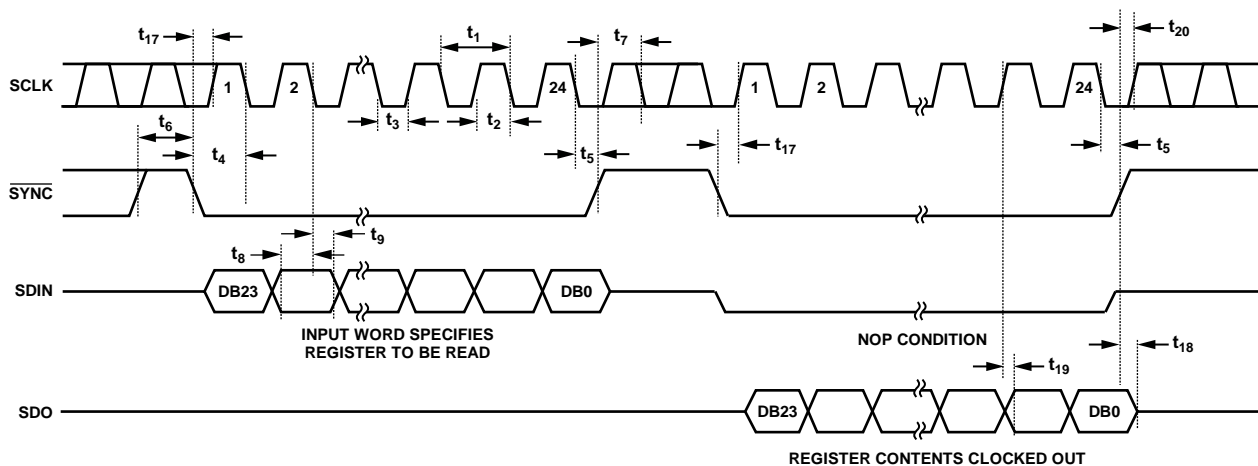 t17
t1
t7
t20
SCLK
1
2
24
1
2
24
t3
t2
t6
t4
t5
t17
t5
SYNC
t8
t9
SDIN
DB23
DB0
INPUT WORD SPECIFIES
REGISTER TO BE READ
NOP CONDITION
t18
t19
SDO
DB23
DB0
REGISTER CONTENTS CLOCKED OUT